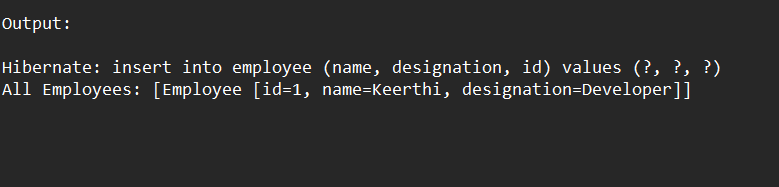 Output:
Hibernate: insert into employee (name, designation, id) values (?, ?, ?)
All Employees: [Employee [id=1, name=Keerthi, designation=Developer]]